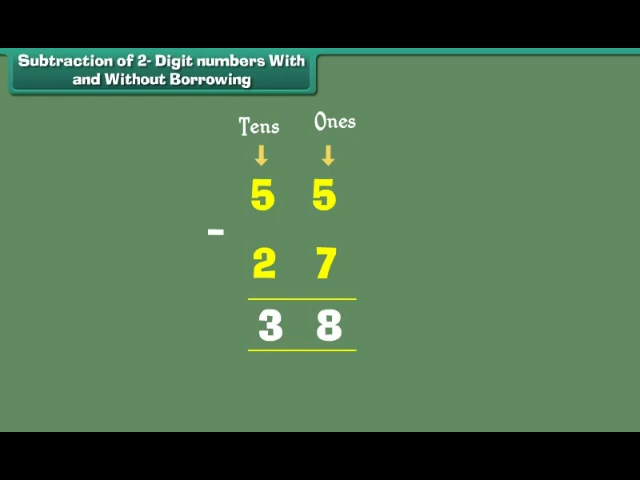 Subtraction of 2- Digit numbers With
and Without Borrowing
Tens Ones
5 5
-
2 7
3 8